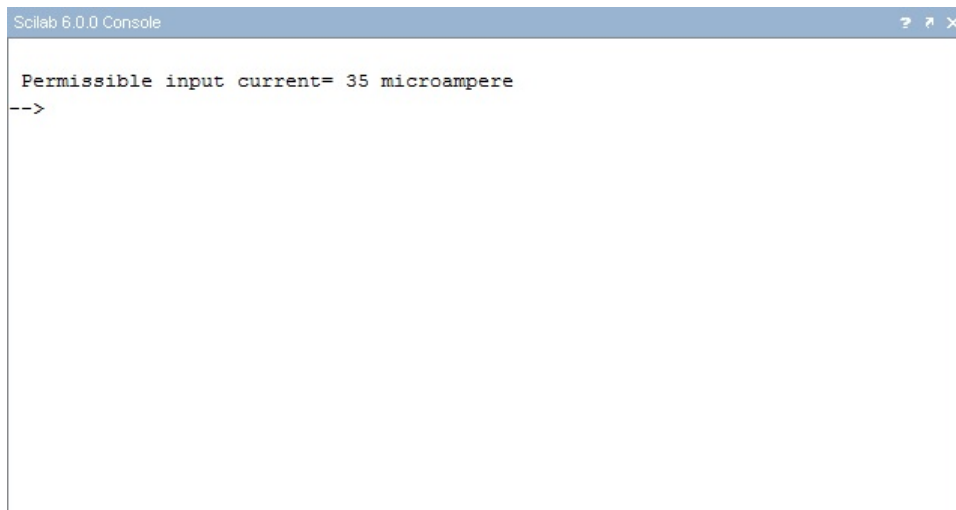 Scilab 6.0.0 Console
Permissible input current= 35 microampere
-->